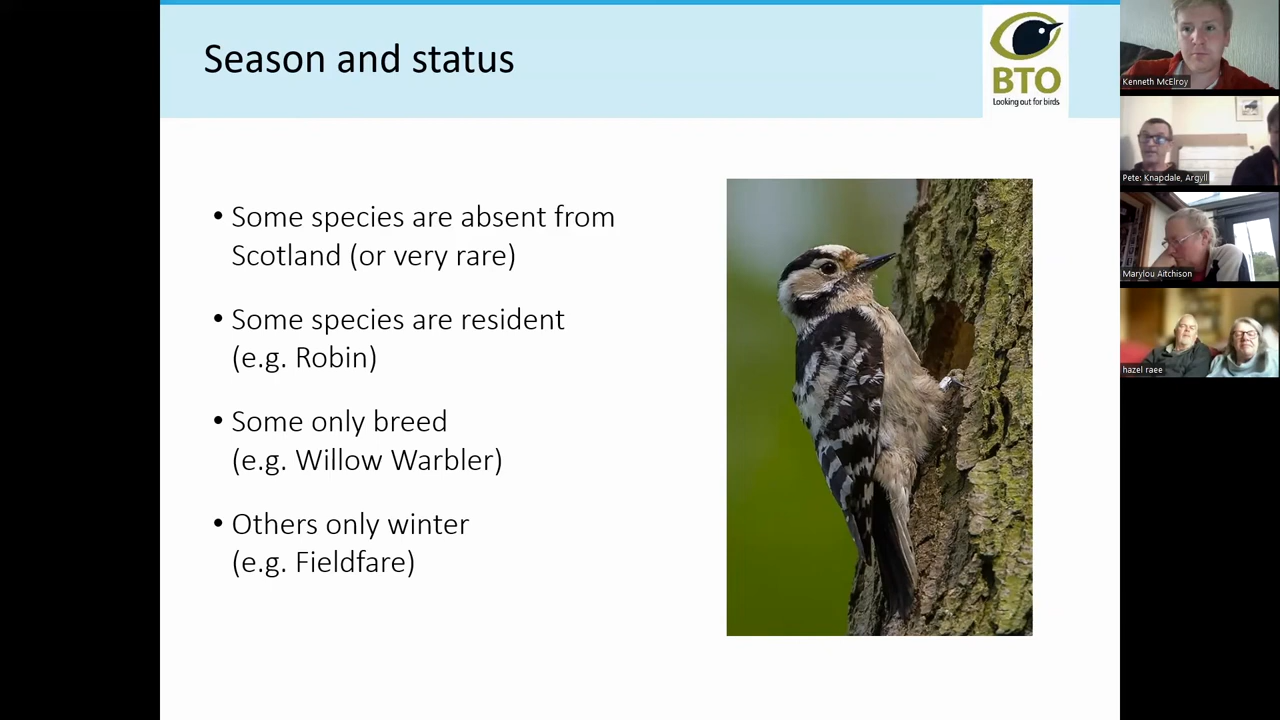 Season and status
BTO
Looking out for birds
• Some species are absent from
Scotland (or very rare)
• Some species are resident
(e.g. Robin)
• Some only breed
(e.g. Willow Warbler)
• Others only winter
(e.g. Fieldfare)
Kenneth McElroy
Pete: Knapdale, Argyll
Marylou Aitchison
hazel raee